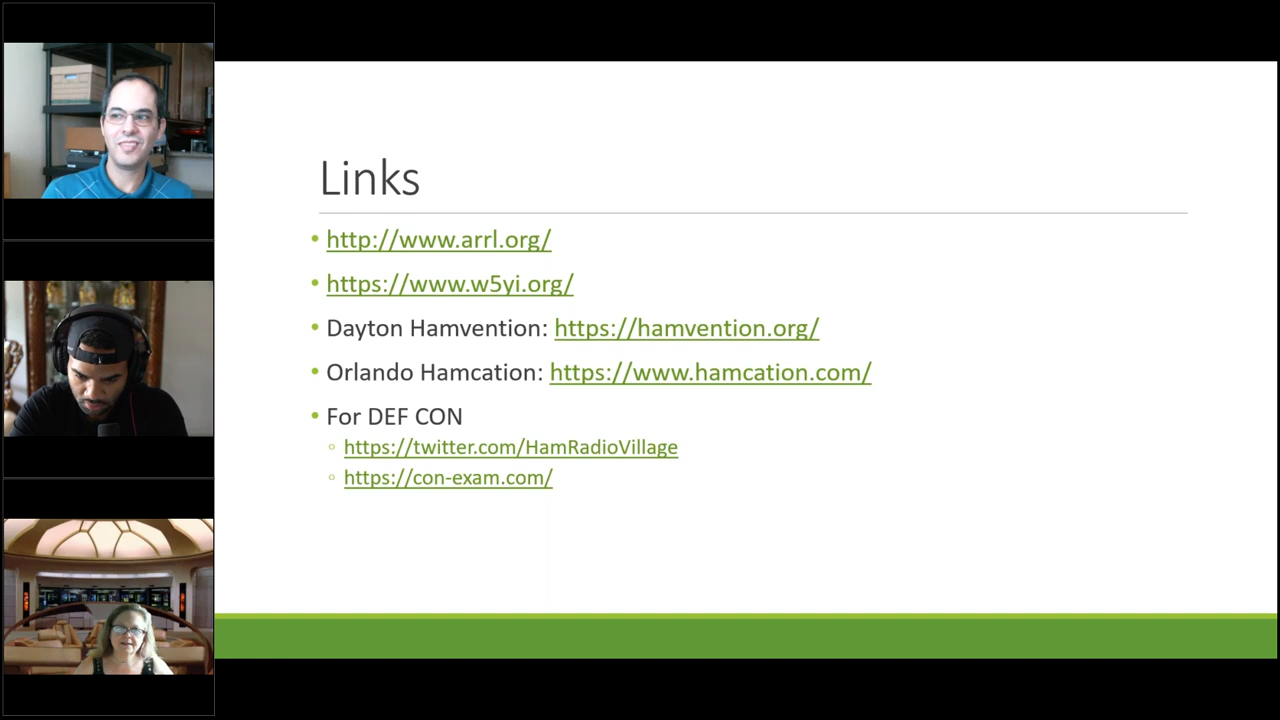 Links
http://www.arrl.org/
https://www.w5yi.org/
Dayton Hamvention: https://hamvention.org/
Orlando Hamcation: https://www.hamcation.com/
For DEF CON
https://twitter.com/HamRadioVillage
https://con-exam.com/